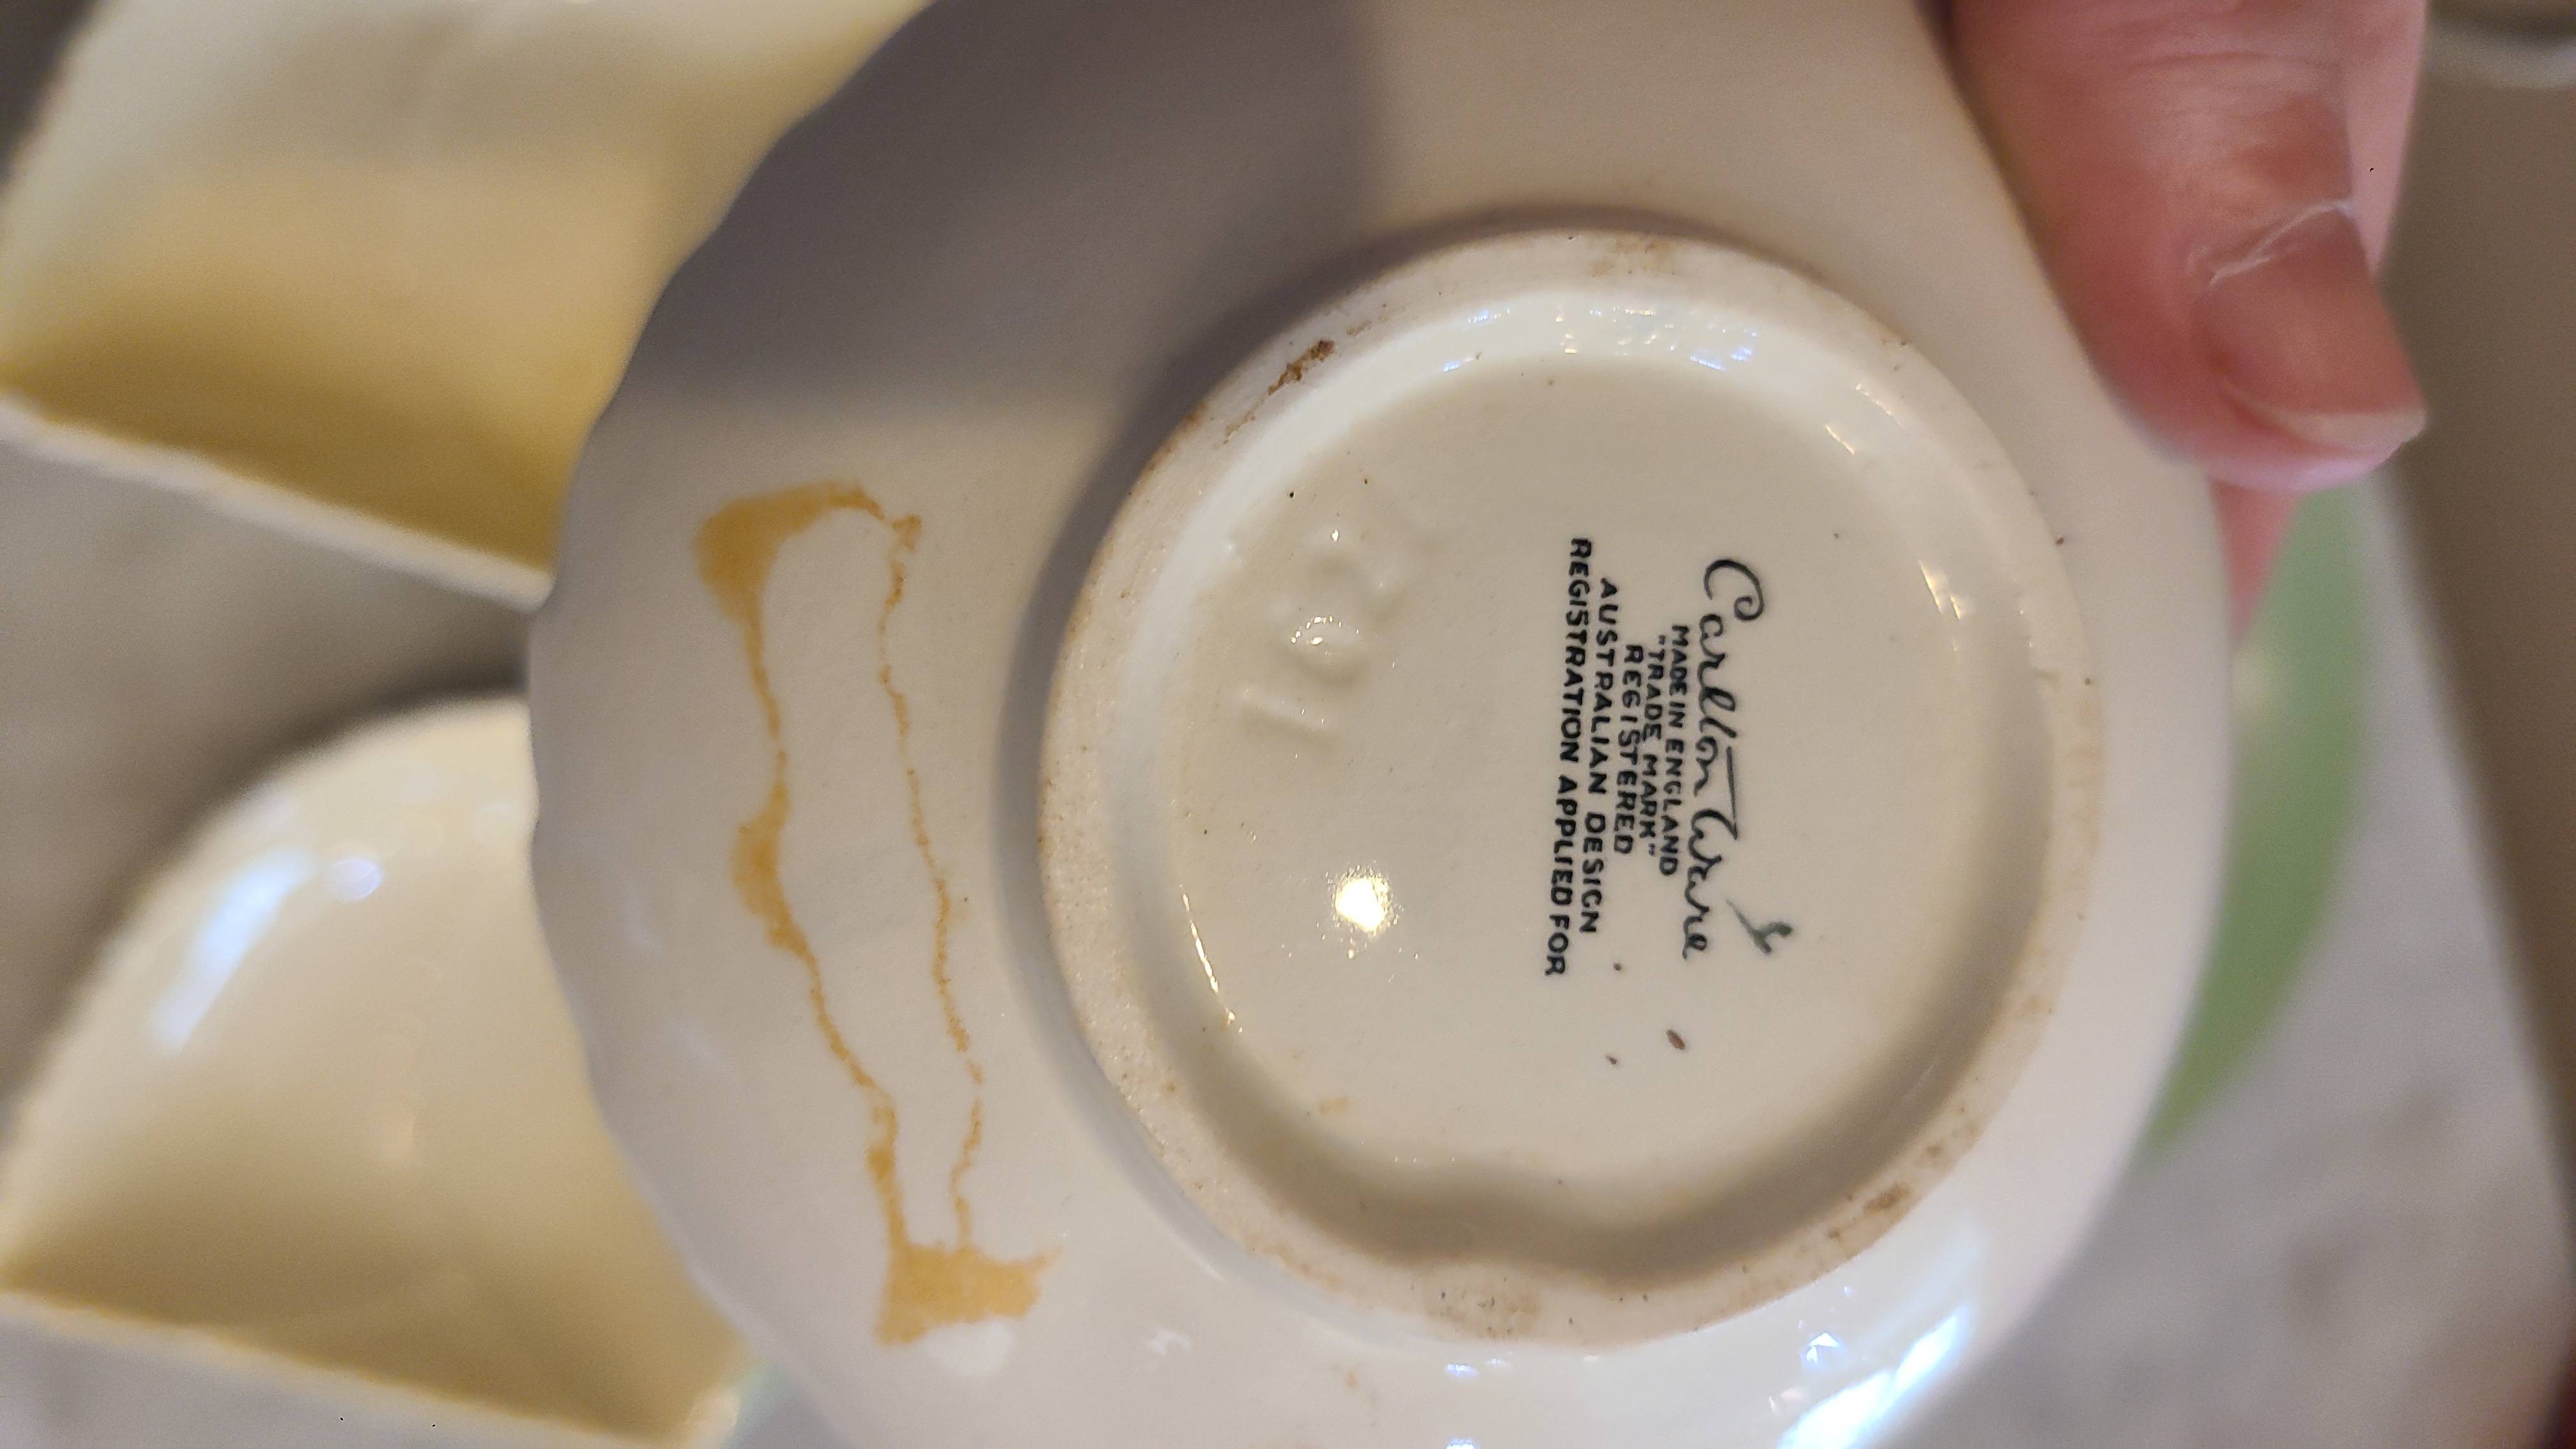 Carlton Ware
MADE IN ENGLAND
"TRADE MARK"
REGISTERED
AUSTRALIAN DESIGN
REGISTRATION APPLIED FOR